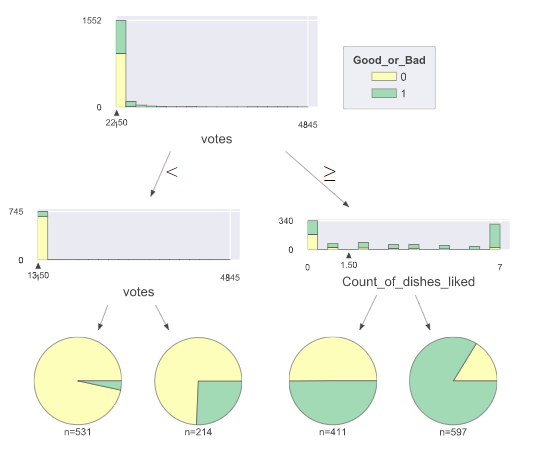 1552
0
22.50
4845
votes
Good_or_Bad
0
1
<
≥
745
0
13.50
4845
votes
340
0
0
1.50
7
Count_of_dishes_liked
n=531
n=214
n=411
n=597